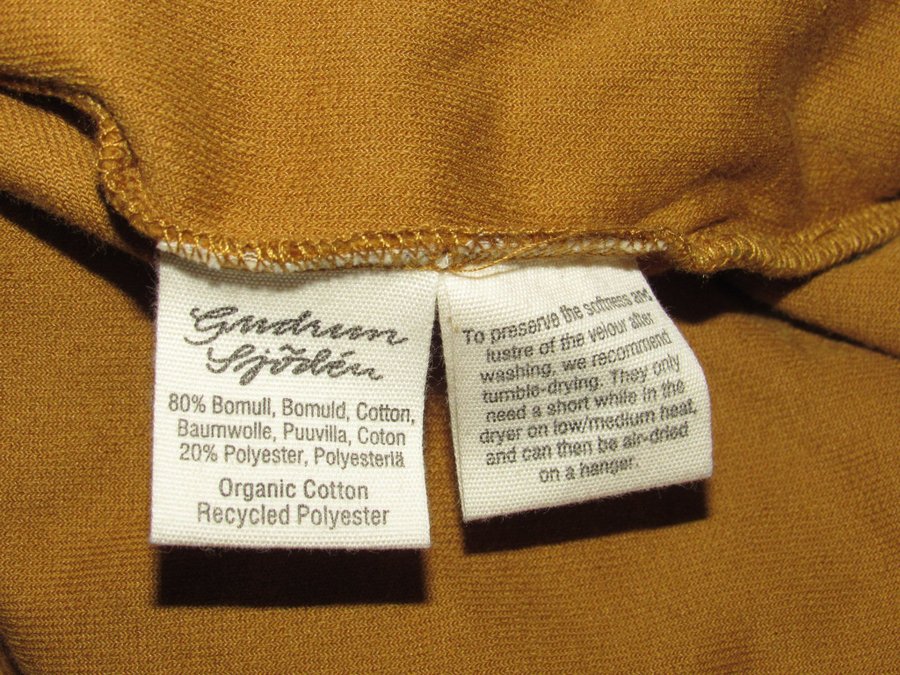 Gudrun
Sjödén
80% Bomull, Bomuld, Cotton,
Baumwolle, Puuvilla, Coton
20% Polyester, Polyesteriä
Organic Cotton
Recycled Polyester
To preserve the softness and
lustre of the velour after
washing, we recommend
tumble-drying. They only
need a short while in the
dryer on low/medium heat,
and can then be air-dried
on a hanger.